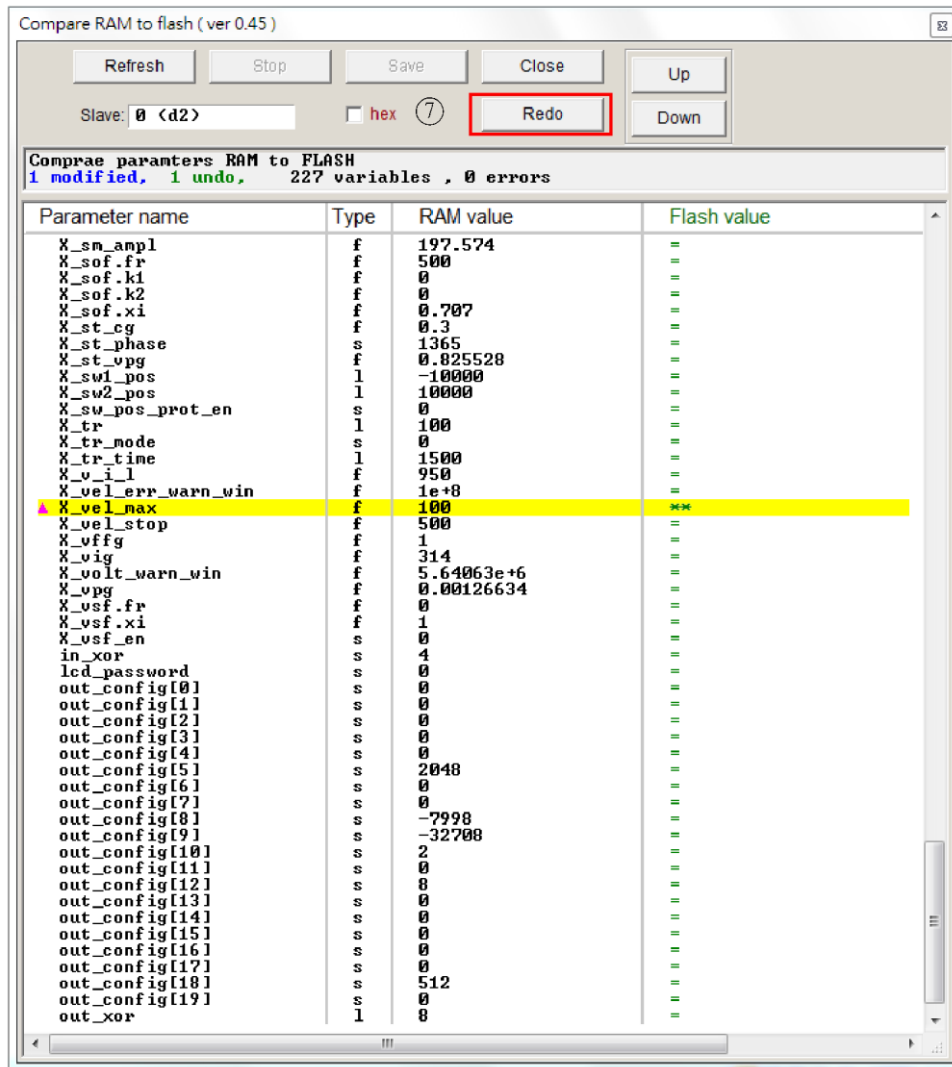 Compare RAM to flash ( ver 0.45 )
Refresh Stop Save Close Up
Slave: 0 (d2) hex ⑦ Redo Down
Comprae paramters RAM to FLASH
1 modified, 1 undo, 227 variables , 0 errors
Parameter name Type RAM value Flash value
X_sm_ampl f 197.574 =
X_sof.fr f 500 =
X_sof.k1 f 0 =
X_sof.k2 f 0 =
X_sof.xi f 0.707 =
X_st_cg f 0.3 =
X_st_phase s 1365 =
X_st_vpg f 0.825528 =
X_sw1_pos l -10000 =
X_sw2_pos l 10000 =
X_sw_pos_prot_en s 0 =
X_tr l 100 =
X_tr_mode s 0 =
X_tr_time l 1500 =
X_v_i_l f 950 =
X_vel_err_warn_win f 1e+8 =
▲ X_vel_max f 100 **
X_vel_stop f 500 =
X_vffg f 1 =
X_vig f 314 =
X_volt_warn_win f 5.64063e+6 =
X_vpg f 0.00126634 =
X_vsf.fr f 0 =
X_vsf.xi f 1 =
X_vsf_en s 0 =
in_xor s 4 =
lcd_password s 0 =
out_config[0] s 0 =
out_config[1] s 0 =
out_config[2] s 0 =
out_config[3] s 0 =
out_config[4] s 0 =
out_config[5] s 2048 =
out_config[6] s 0 =
out_config[7] s 0 =
out_config[8] s -7998 =
out_config[9] s -32708 =
out_config[10] s 2 =
out_config[11] s 0 =
out_config[12] s 8 =
out_config[13] s 0 =
out_config[14] s 0 =
out_config[15] s 0 =
out_config[16] s 0 =
out_config[17] s 0 =
out_config[18] s 512 =
out_config[19] s 0 =
out_xor l 8 =